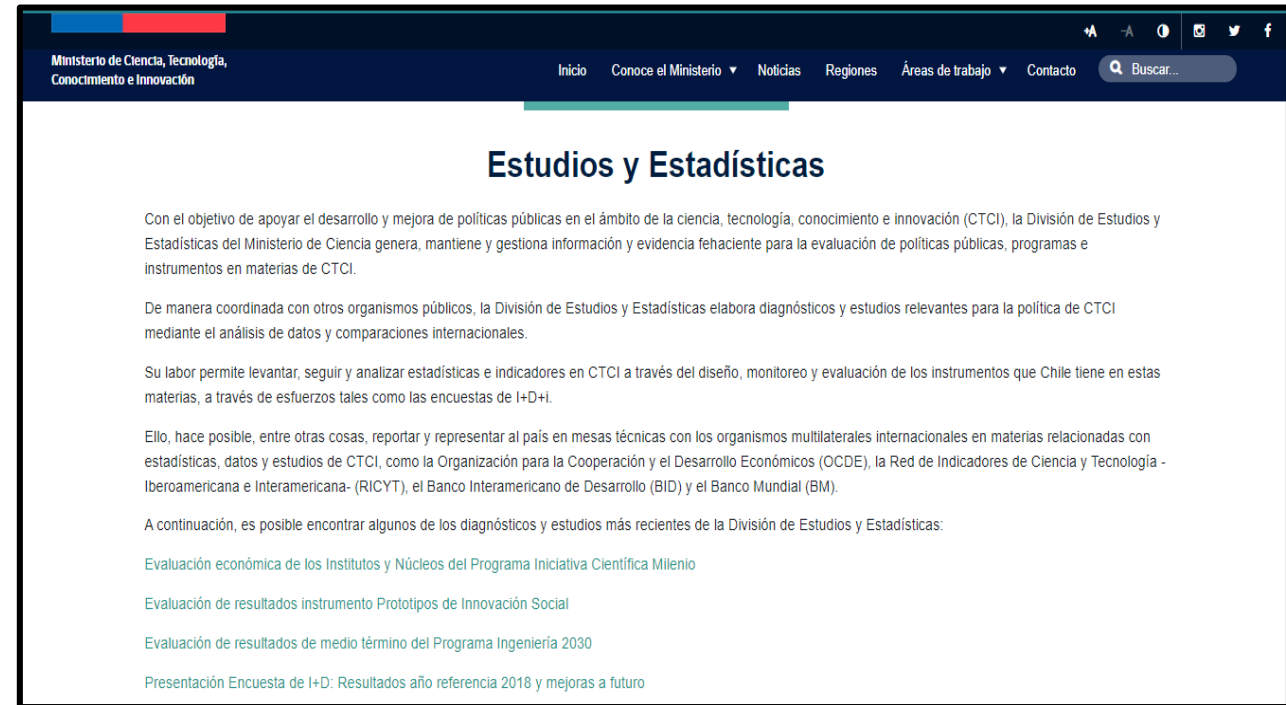 +A -A
Ministerio de Ciencia, Tecnología,
Conocimiento e Innovación
Inicio Conoce el Ministerio ▼ Noticias Regiones Áreas de trabajo ▼ Contacto Buscar...
Estudios y Estadísticas
Con el objetivo de apoyar el desarrollo y mejora de políticas públicas en el ámbito de la ciencia, tecnología, conocimiento e innovación (CTCI), la División de Estudios y
Estadísticas del Ministerio de Ciencia genera, mantiene y gestiona información y evidencia fehaciente para la evaluación de políticas públicas, programas e
instrumentos en materias de CTCI.
De manera coordinada con otros organismos públicos, la División de Estudios y Estadísticas elabora diagnósticos y estudios relevantes para la política de CTCI
mediante el análisis de datos y comparaciones internacionales.
Su labor permite levantar, seguir y analizar estadísticas e indicadores en CTCI a través del diseño, monitoreo y evaluación de los instrumentos que Chile tiene en estas
materias, a través de esfuerzos tales como las encuestas de I+D+i.
Ello, hace posible, entre otras cosas, reportar y representar al país en mesas técnicas con los organismos multilaterales internacionales en materias relacionadas con
estadísticas, datos y estudios de CTCI, como la Organización para la Cooperación y el Desarrollo Económicos (OCDE), la Red de Indicadores de Ciencia y Tecnología -
Iberoamericana e Interamericana- (RICYT), el Banco Interamericano de Desarrollo (BID) y el Banco Mundial (BM).
A continuación, es posible encontrar algunos de los diagnósticos y estudios más recientes de la División de Estudios y Estadísticas:
Evaluación económica de los Institutos y Núcleos del Programa Iniciativa Científica Milenio
Evaluación de resultados instrumento Prototipos de Innovación Social
Evaluación de resultados de medio término del Programa Ingeniería 2030
Presentación Encuesta de I+D: Resultados año referencia 2018 y mejoras a futuro